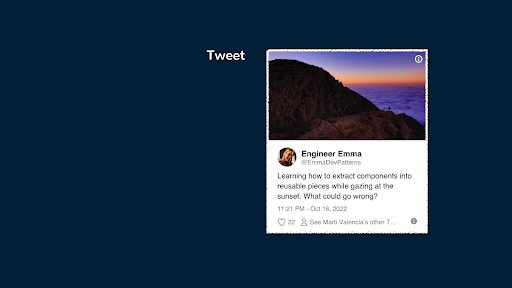 Tweet
Engineer Emma
@EmmaDevPatterns
Learning how to extract components into
reusable pieces while gazing at the
sunset. What could go wrong?
11:21 PM - Oct 16, 2022
22 See Marti Valencia's other T...